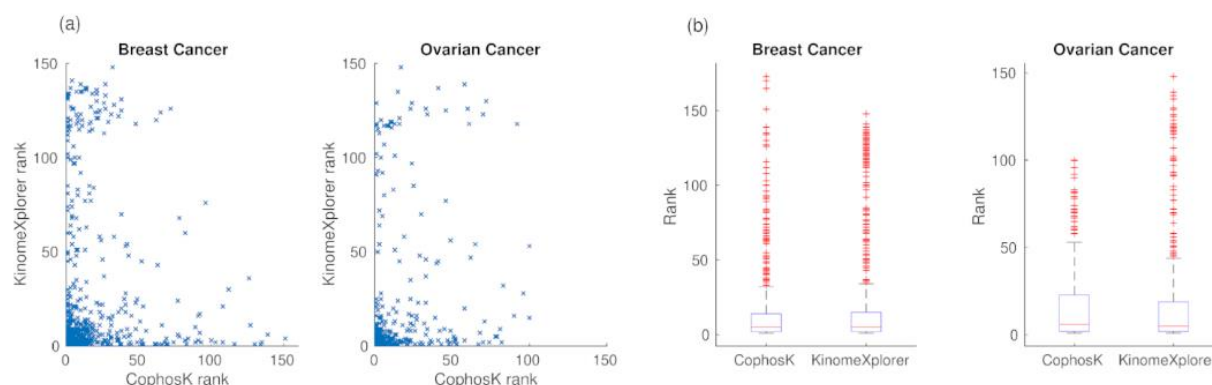 (a)
Breast Cancer
Ovarian Cancer
KinomeXplorer rank
150
100
50
0
0 50 100 150
CophosK rank
KinomeXplorer rank
150
100
50
0
0 50 100 150
CophosK rank
(b)
Breast Cancer
Ovarian Cancer
Rank
150
100
50
0
CophosK KinomeXplorer
Rank
150
100
50
0
CophosK KinomeXplore